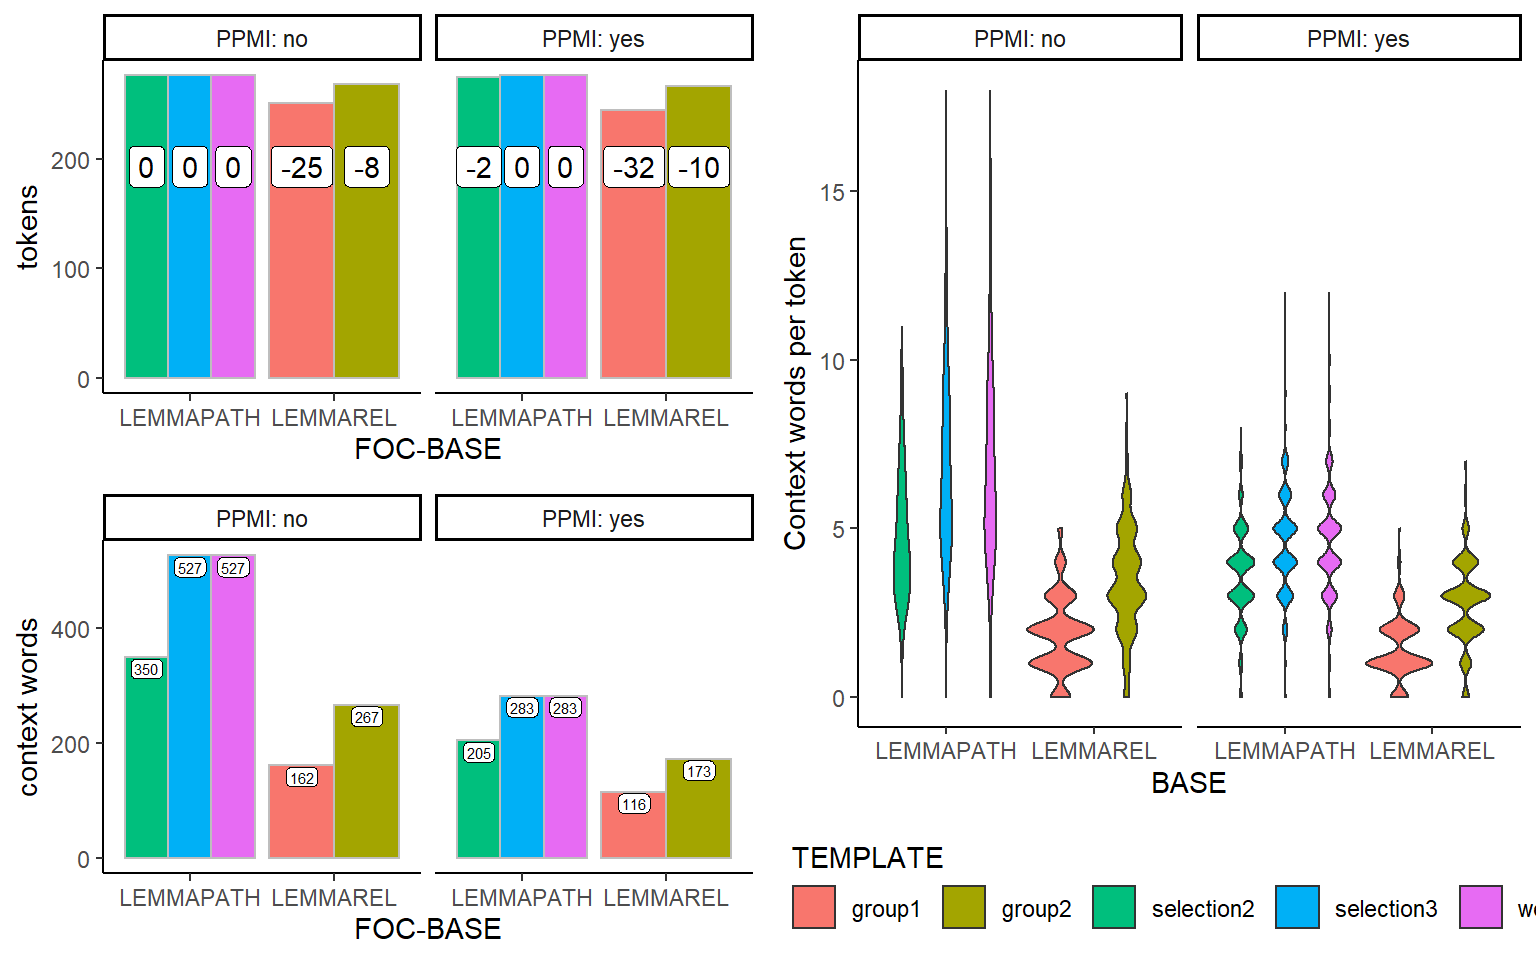 PPMI: no PPMI: yes
tokens
200
100
0
0 0 0 -25 -8
-2 0 0 -32 -10
LEMMAPATH LEMMAREL LEMMAPATH LEMMAREL
FOC-BASE
PPMI: no PPMI: yes
context words
400
200
0
350 527 527 162 267
205 283 283 116 173
LEMMAPATH LEMMAREL LEMMAPATH LEMMAREL
FOC-BASE
PPMI: no PPMI: yes
Context words per token
15
10
5
0
LEMMAPATH LEMMAREL LEMMAPATH LEMMAREL
BASE
TEMPLATE
group1 group2 selection2 selection3